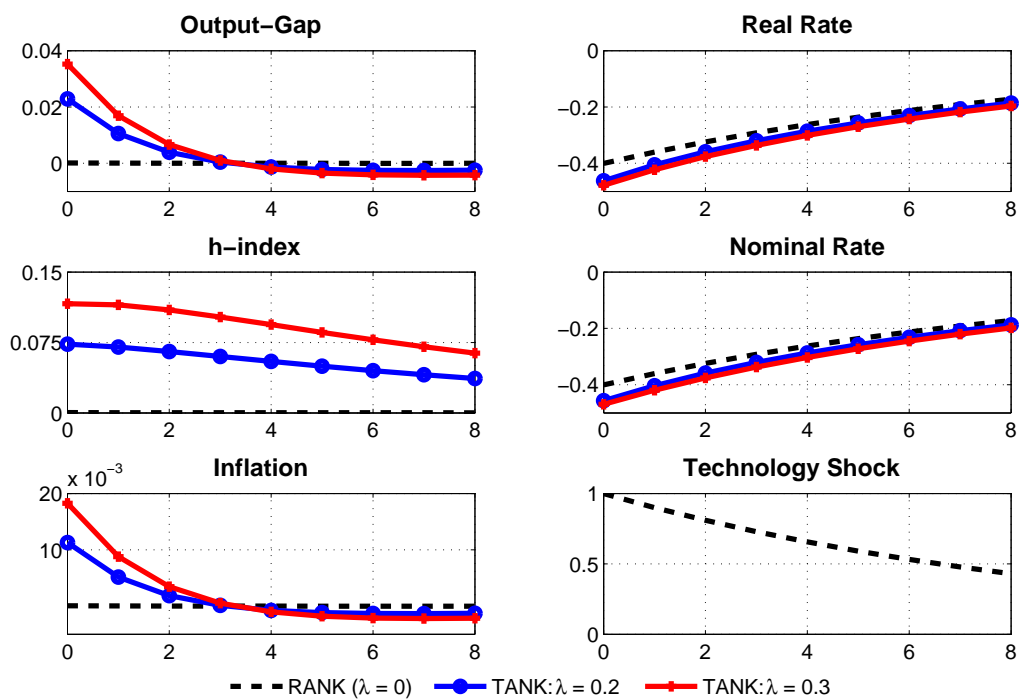 Output−Gap
0.04
0.02
0
0 2 4 6 8
Real Rate
0
−0.2
−0.4
0 2 4 6 8
h−index
0.15
0.075
0
0 2 4 6 8
Nominal Rate
0
−0.2
−0.4
0 2 4 6 8
Inflation
x 10−3
20
10
0 2 4 6 8
Technology Shock
1
0.5
0
0 2 4 6 8
RANK (λ = 0) TANK: λ = 0.2 TANK: λ = 0.3